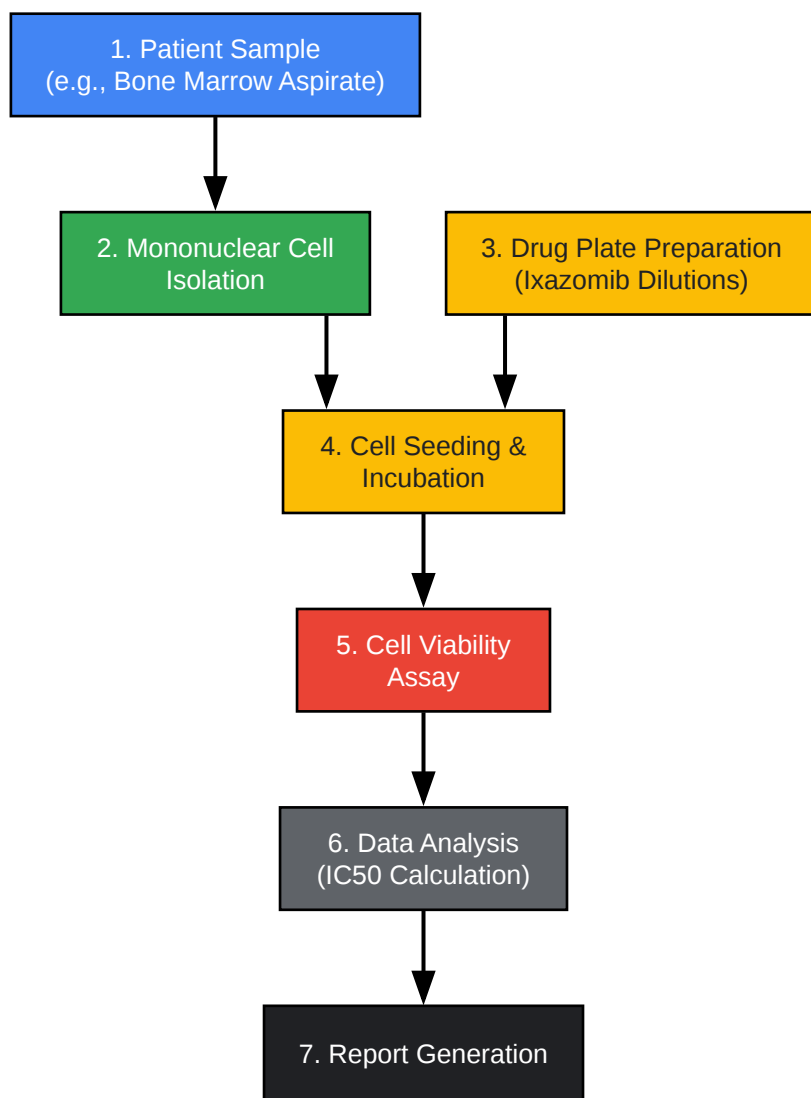 1. Patient Sample
(e.g., Bone Marrow Aspirate)
2. Mononuclear Cell
Isolation
3. Drug Plate Preparation
(Ixazomib Dilutions)
4. Cell Seeding &
Incubation
5. Cell Viability
Assay
6. Data Analysis
(IC50 Calculation)
7. Report Generation